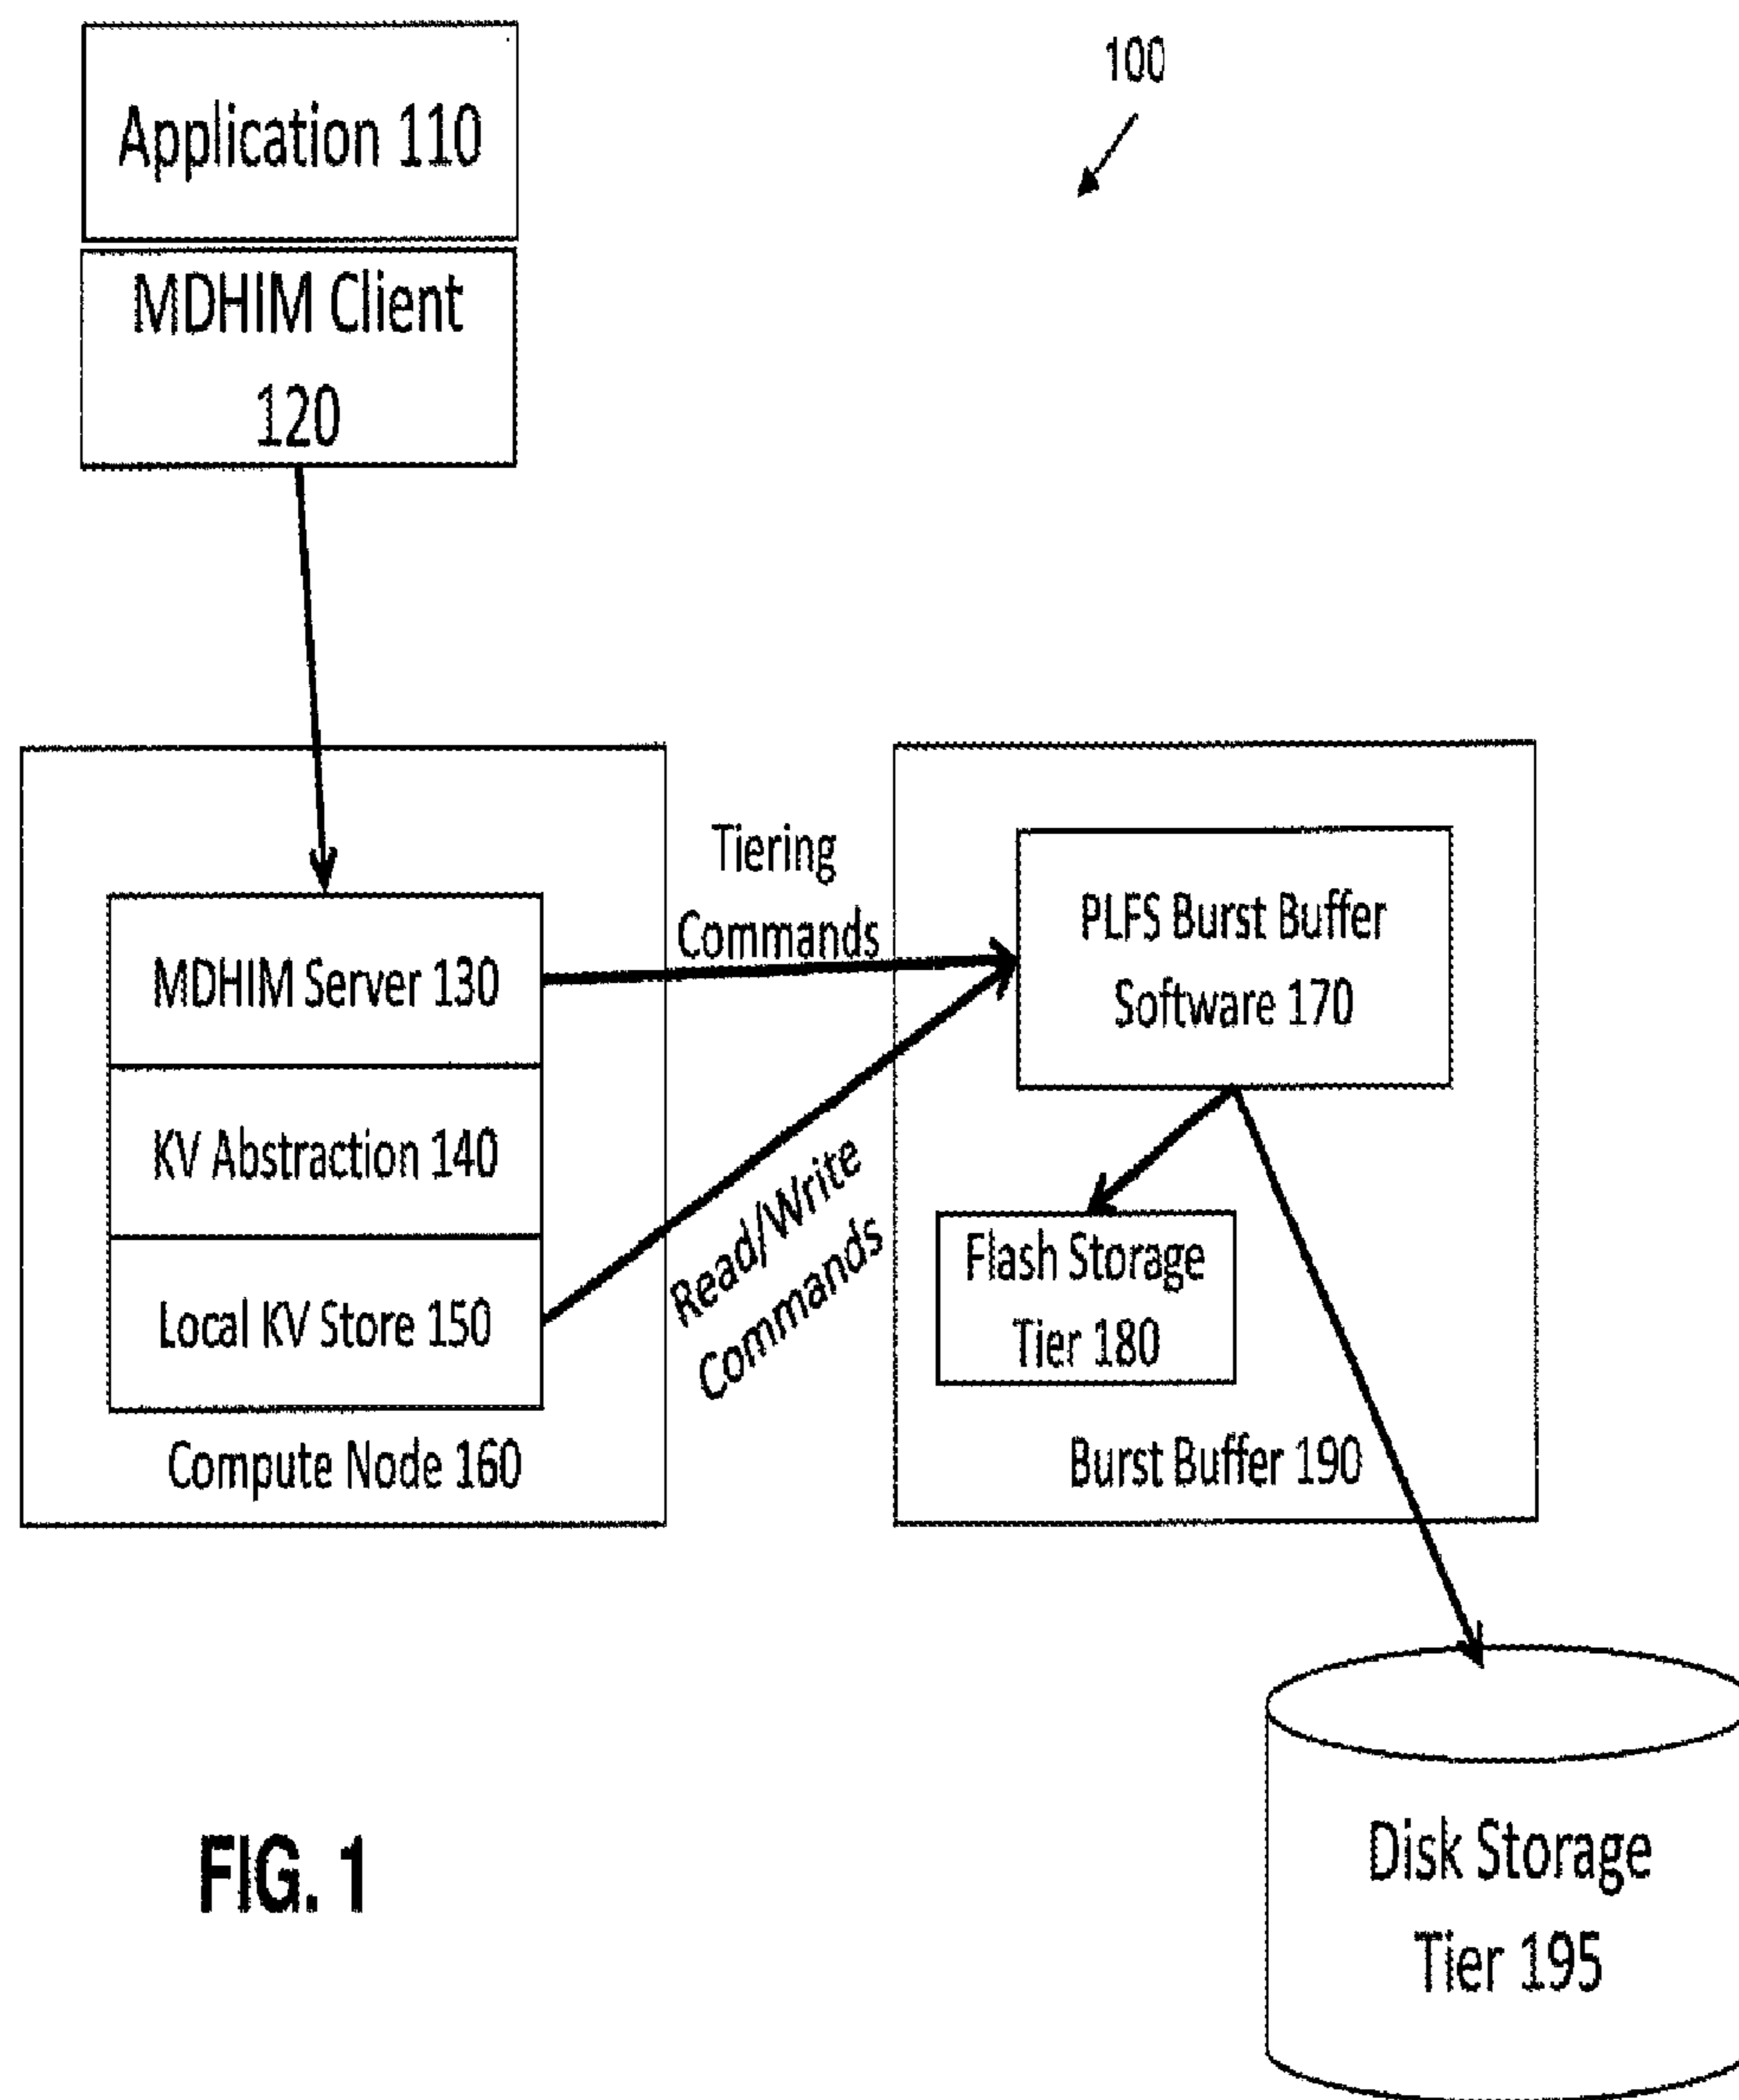 100
Application 110
MDHIM Client
120
Tiering
Commands
MDHIM Server 130
KV Abstraction 140
Local KV Store 150
Compute Node 160
Read/Write
Commands
PLFS Burst Buffer
Software 170
Flash Storage
Tier 180
Burst Buffer 190
Disk Storage
Tier 195
FIG. 1